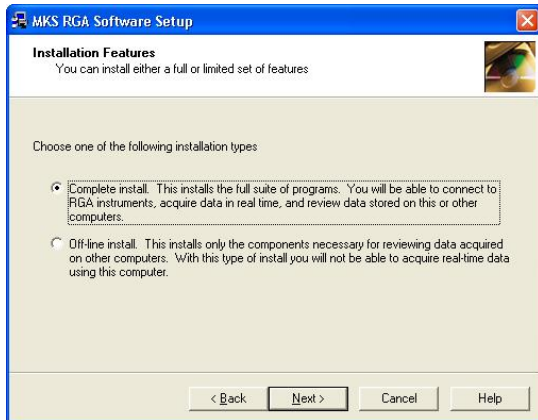 MKS RGA Software Setup
Installation Features
You can install either a full or limited set of features
Choose one of the following installation types
Complete install. This installs the full suite of programs. You will be able to connect to
RGA instruments, acquire data in real time, and review data stored on this or other
computers.
Off-line install. This installs only the components necessary for reviewing data acquired
on other computers. With this type of install you will not be able to acquire real-time data
using this computer.
< Back
Next >
Cancel
Help